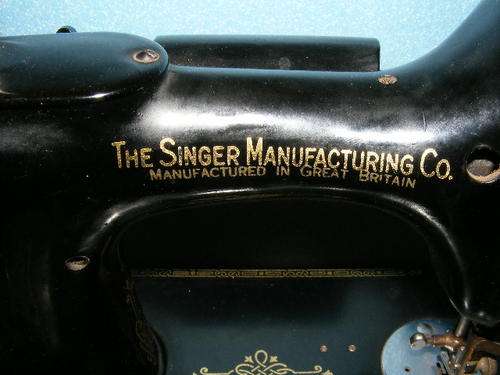 THE SINGER MANUFACTURING CO.
MANUFACTURED IN GREAT BRITAIN